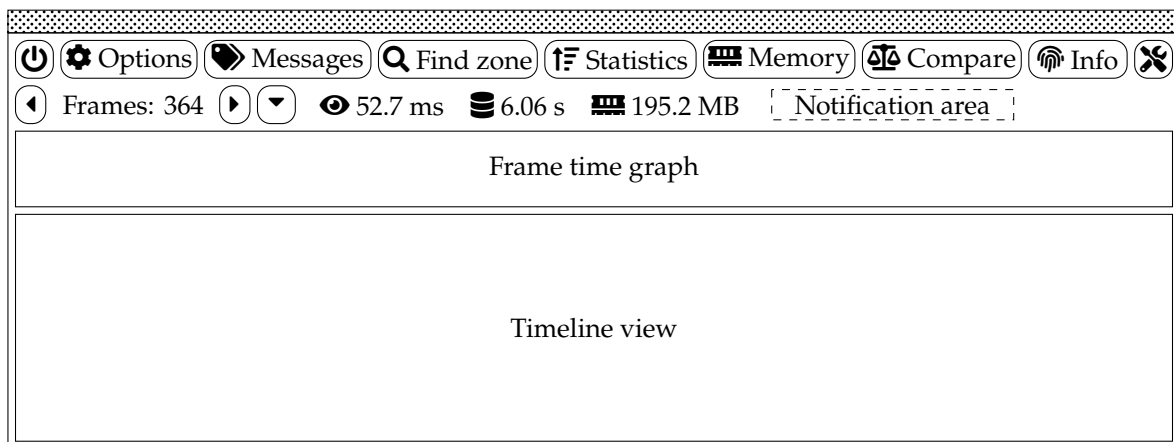 Options Messages Find zone Statistics Memory Compare Info
Frames: 364 52.7 ms 6.06 s 195.2 MB Notification area
Frame time graph
Timeline view